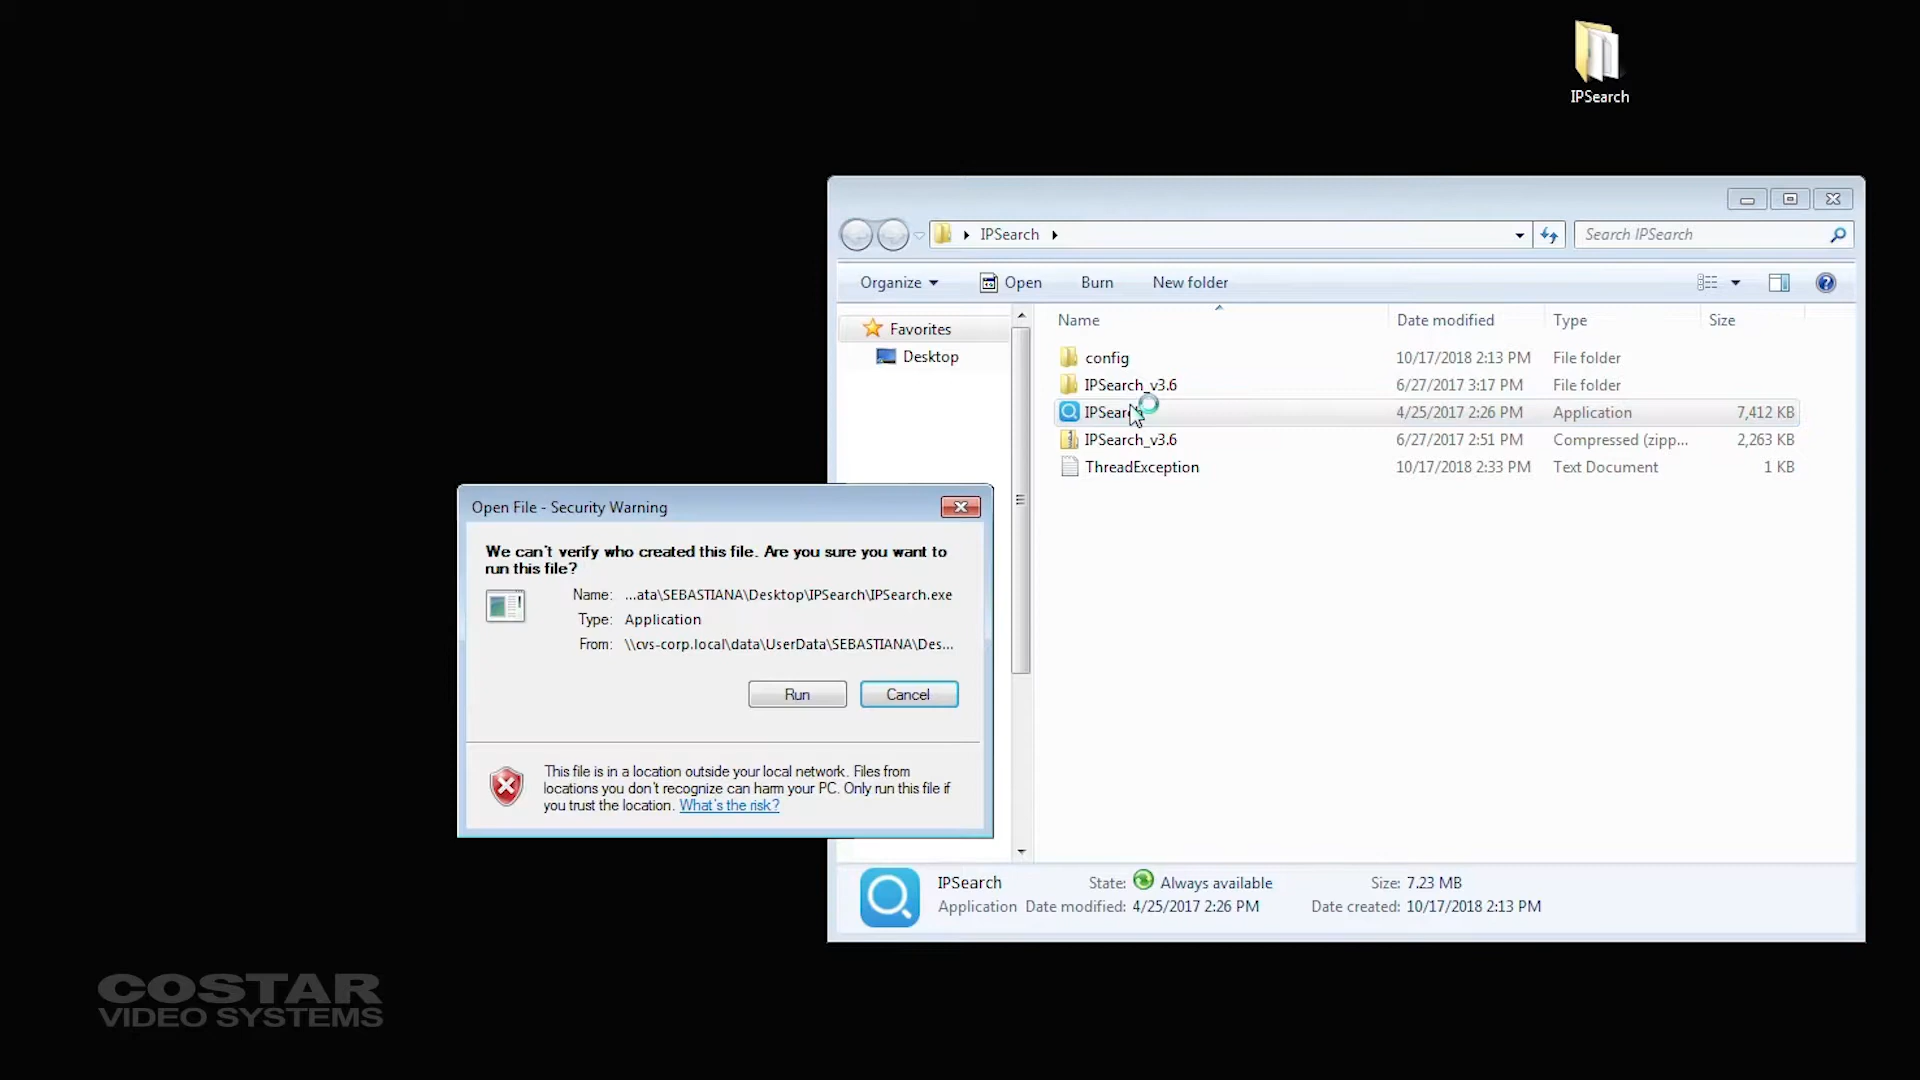 IPSearch
IPSearch
Search IPSearch
Organize
Open
Burn
New folder
Favorites
Desktop
Name
Date modified
Type
Size
config
10/17/2018 2:13 PM
File folder
IPSearch_v3.6
6/27/2017 3:17 PM
File folder
4/25/2017 2:26 PM
Application
7,412 KB
IPSearch_v3.6
6/27/2017 2:51 PM
Compressed (zipp...
2,263 KB
ThreadException
10/17/2018 2:33 PM
Text Document
1 KB
Open File - Security Warning
We can't verify who created this file. Are you sure you want to
run this file?
Name: ...ata\SEBASTIANA\Desktop\IPSearch\IPSearch.exe
Type: Application
From: \\cvs-corp.local\data\UserData\SEBASTIANA\Des...
Run
Cancel
This file is in a location outside your local network. Files from
locations you don't recognize can harm your PC. Only run this file if
you trust the location. What's the risk?
IPSearch
State: Always available
Size: 7.23 MB
Application
Date modified: 4/25/2017 2:26 PM
Date created: 10/17/2018 2:13 PM
COSTAR
VIDEO SYSTEMS